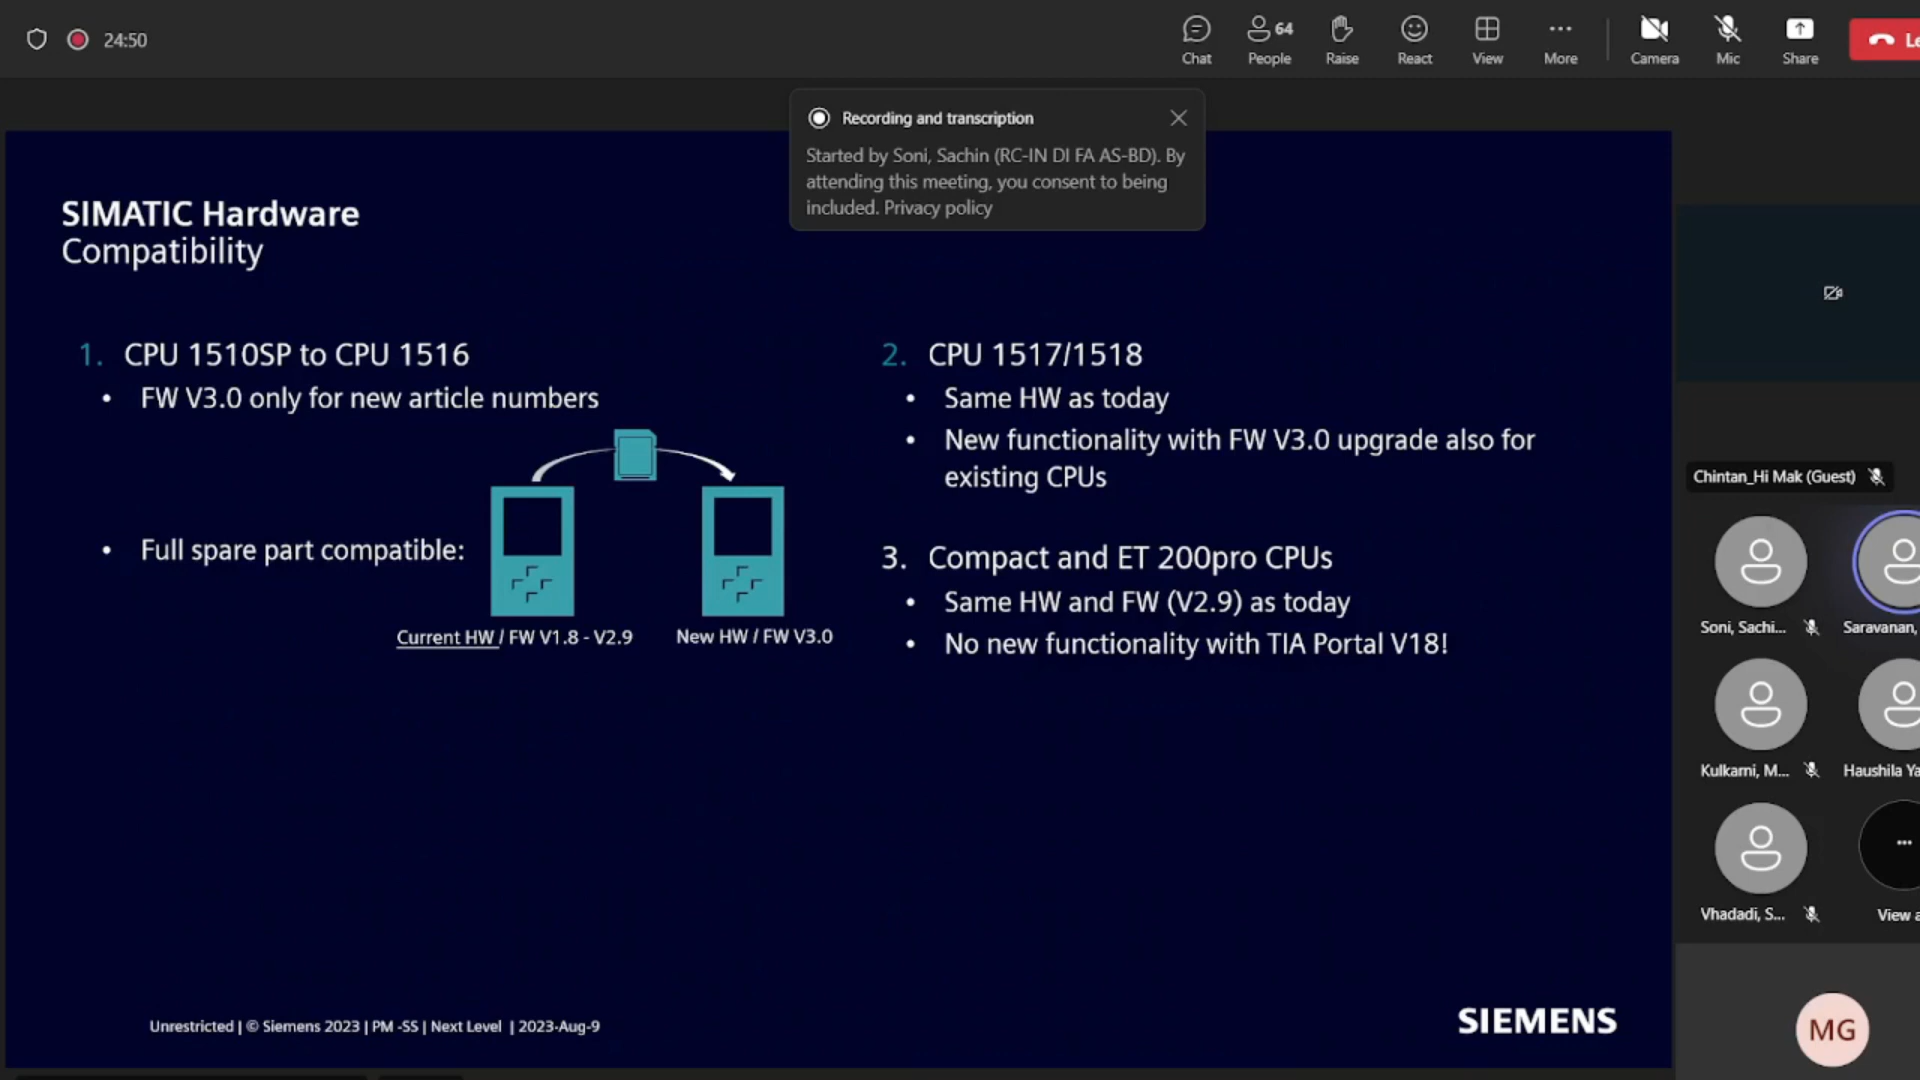 24:50
Chat
People 64
Raise
React
View
More
Camera
Mic
Share
Recording and transcription
Started by Soni, Sachin (RC-IN DI FA AS-BD). By
attending this meeting, you consent to being
included. Privacy policy
SIMATIC Hardware
Compatibility
1. CPU 1510SP to CPU 1516
• FW V3.0 only for new article numbers
• Full spare part compatible:
Current HW / FW V1.8 - V2.9
New HW / FW V3.0
2. CPU 1517/1518
• Same HW as today
• New functionality with FW V3.0 upgrade also for
existing CPUs
3. Compact and ET 200pro CPUs
• Same HW and FW (V2.9) as today
• No new functionality with TIA Portal V18!
Unrestricted | © Siemens 2023 | PM -SS | Next Level | 2023-Aug-9
SIEMENS
Chintan_Hi Mak (Guest)
Soni, Sachi...
Saravanan,
Kulkarni, M...
Haushila Ya
Vhadadi, S...
View
MG